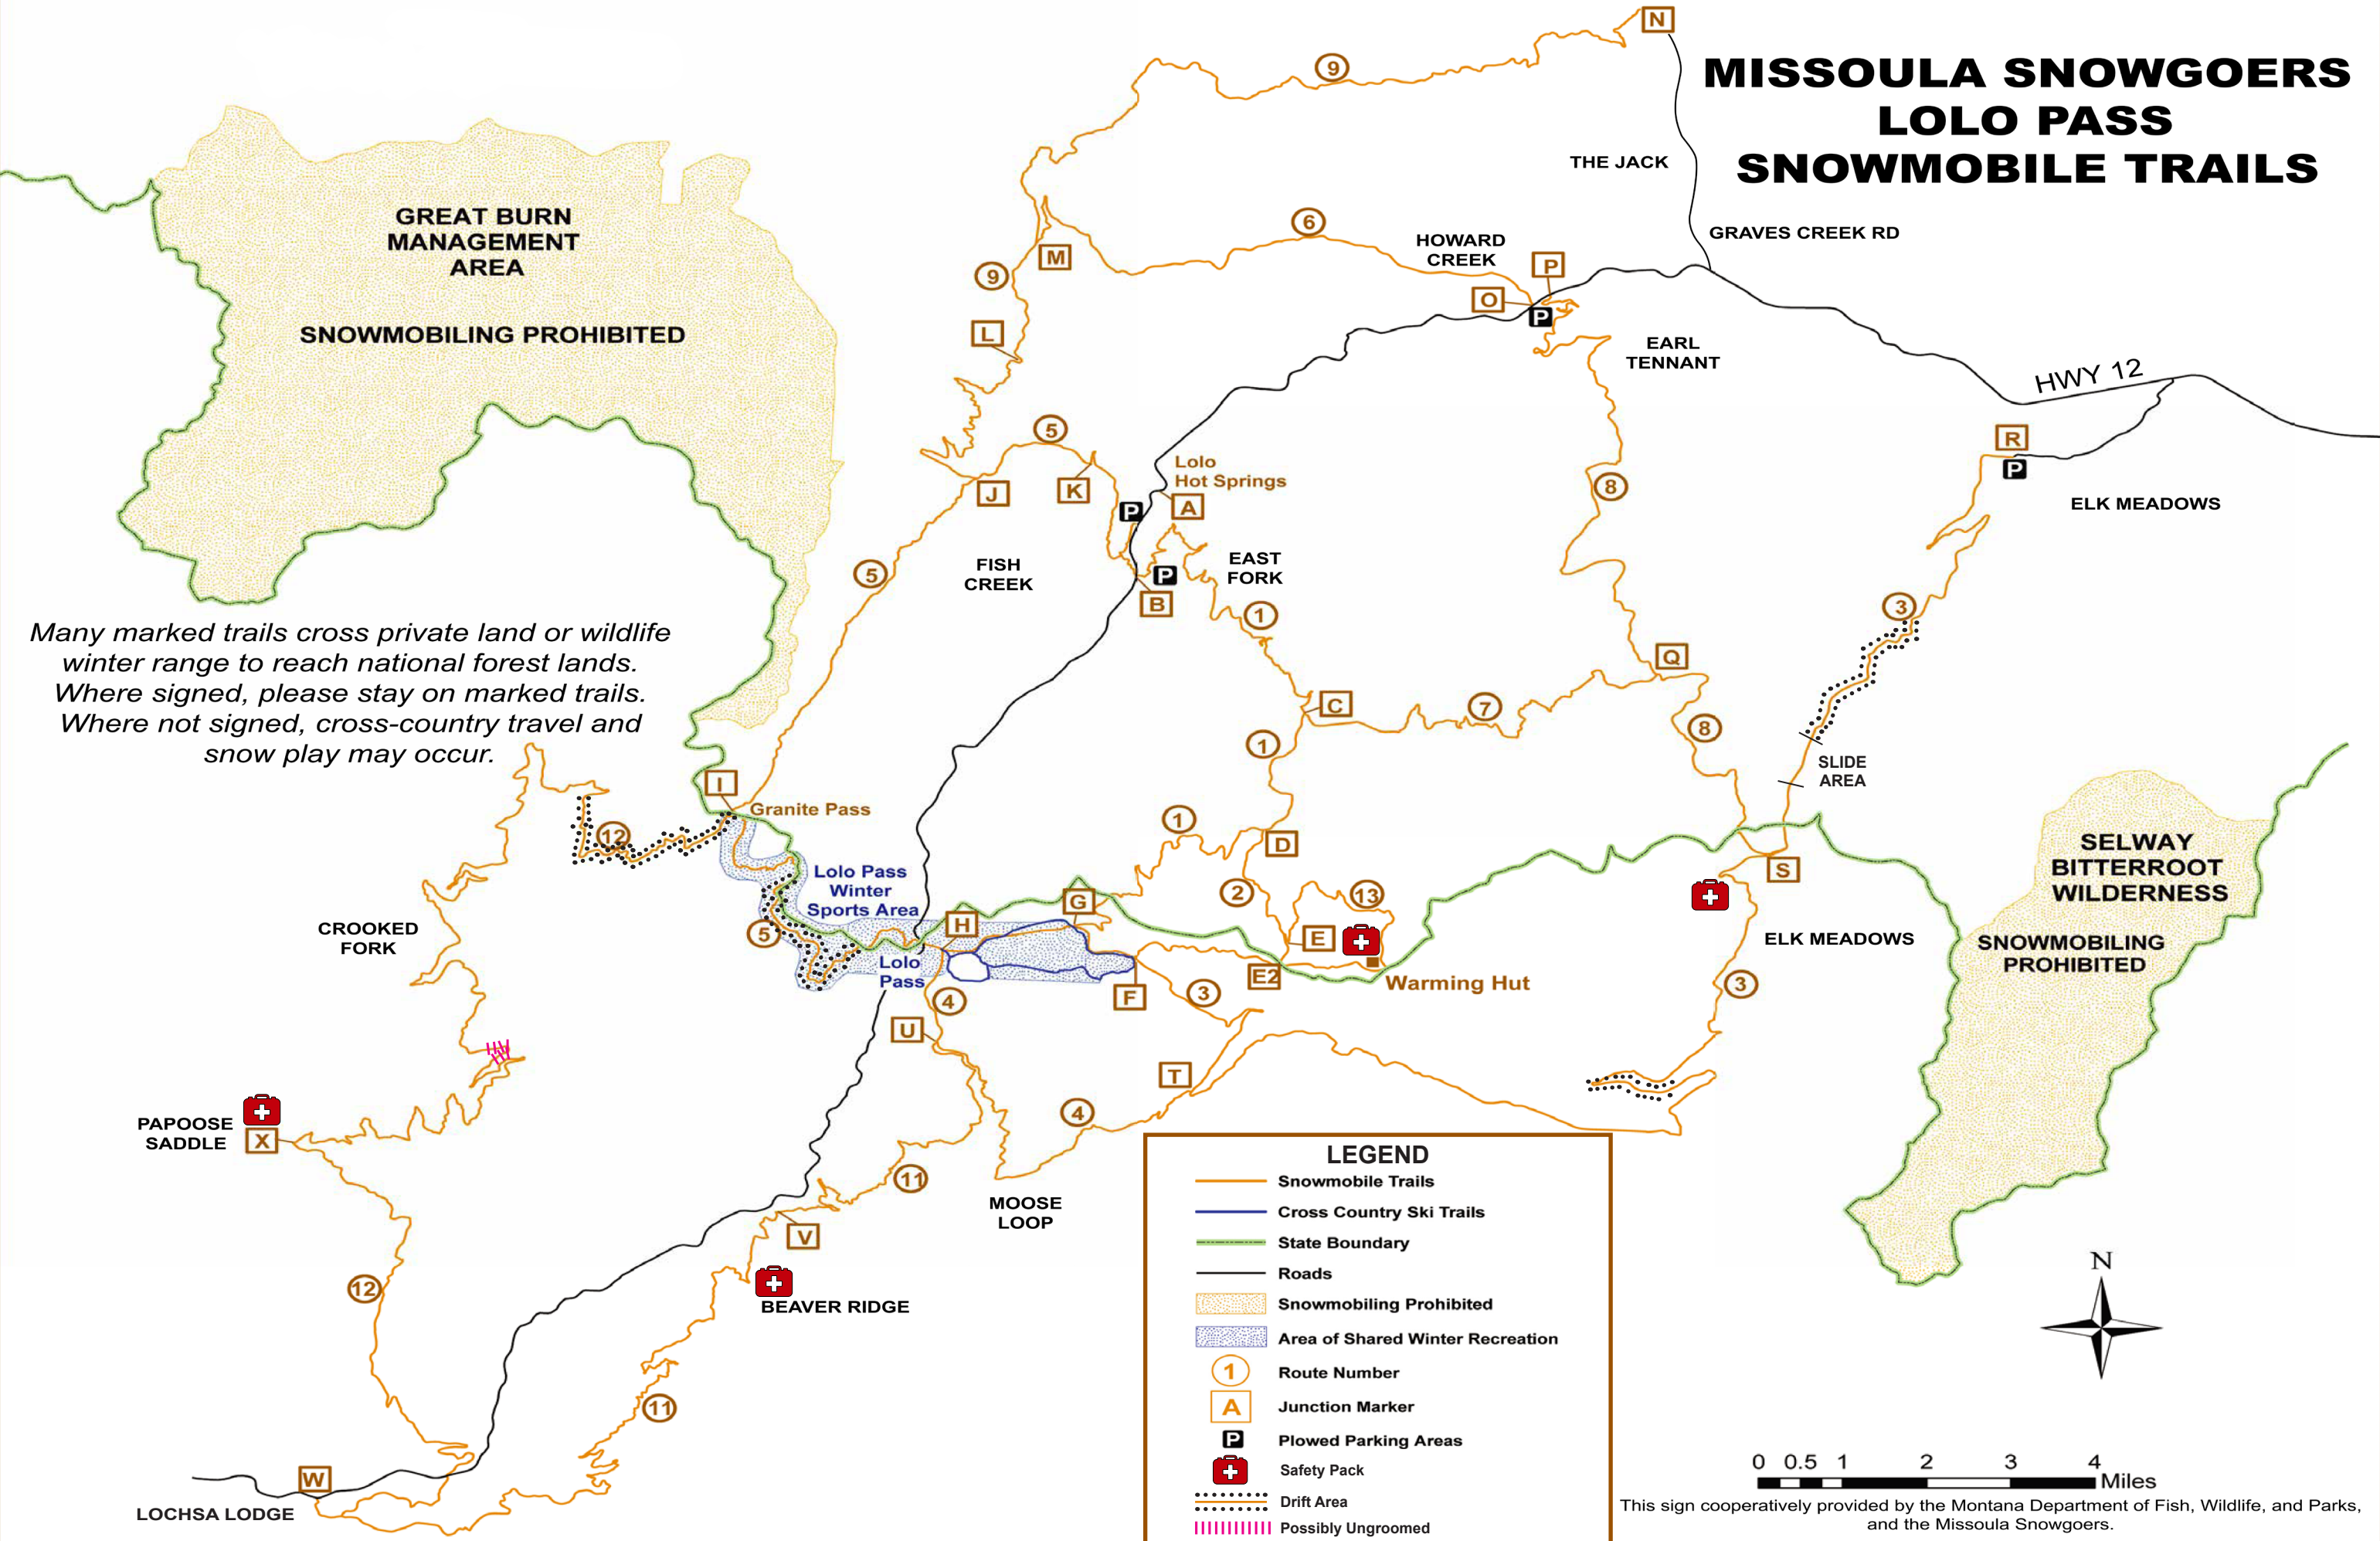 MISSOULA SNOWGOERS
LOLO PASS
SNOWMOBILE TRAILS
N
9
THE JACK
GRAVES CREEK RD
GREAT BURN
MANAGEMENT
AREA
SNOWMOBILING PROHIBITED
6
HOWARD
CREEK
M
9
P
O
P
L
EARL
TENNANT
HWY 12
5
J
K
Lolo
Hot Springs
P
A
8
R
P
ELK MEADOWS
FISH
CREEK
5
EAST
FORK
P
B
1
3
Many marked trails cross private land or wildlife
winter range to reach national forest lands.
Where signed, please stay on marked trails.
Where not signed, cross-country travel and
snow play may occur.
Q
C
7
1
8
SLIDE
AREA
I
Granite Pass
12
1
D
Lolo Pass
Winter
Sports Area
2
13
S
SELWAY
BITTERROOT
WILDERNESS
SNOWMOBILING
PROHIBITED
CROOKED
FORK
5
H
G
E
ELK MEADOWS
Lolo
Pass
E2
Warming Hut
F
3
3
4
U
T
4
PAPOOSE
SADDLE
X
11
MOOSE
LOOP
V
BEAVER RIDGE
12
11
W
LOCHSA LODGE
LEGEND
Snowmobile Trails
Cross Country Ski Trails
State Boundary
Roads
Snowmobiling Prohibited
Area of Shared Winter Recreation
1 Route Number
A Junction Marker
P Plowed Parking Areas
Safety Pack
Drift Area
Possibly Ungroomed
N
0 0.5 1 2 3 4
Miles
This sign cooperatively provided by the Montana Department of Fish, Wildlife, and Parks,
and the Missoula Snowgoers.